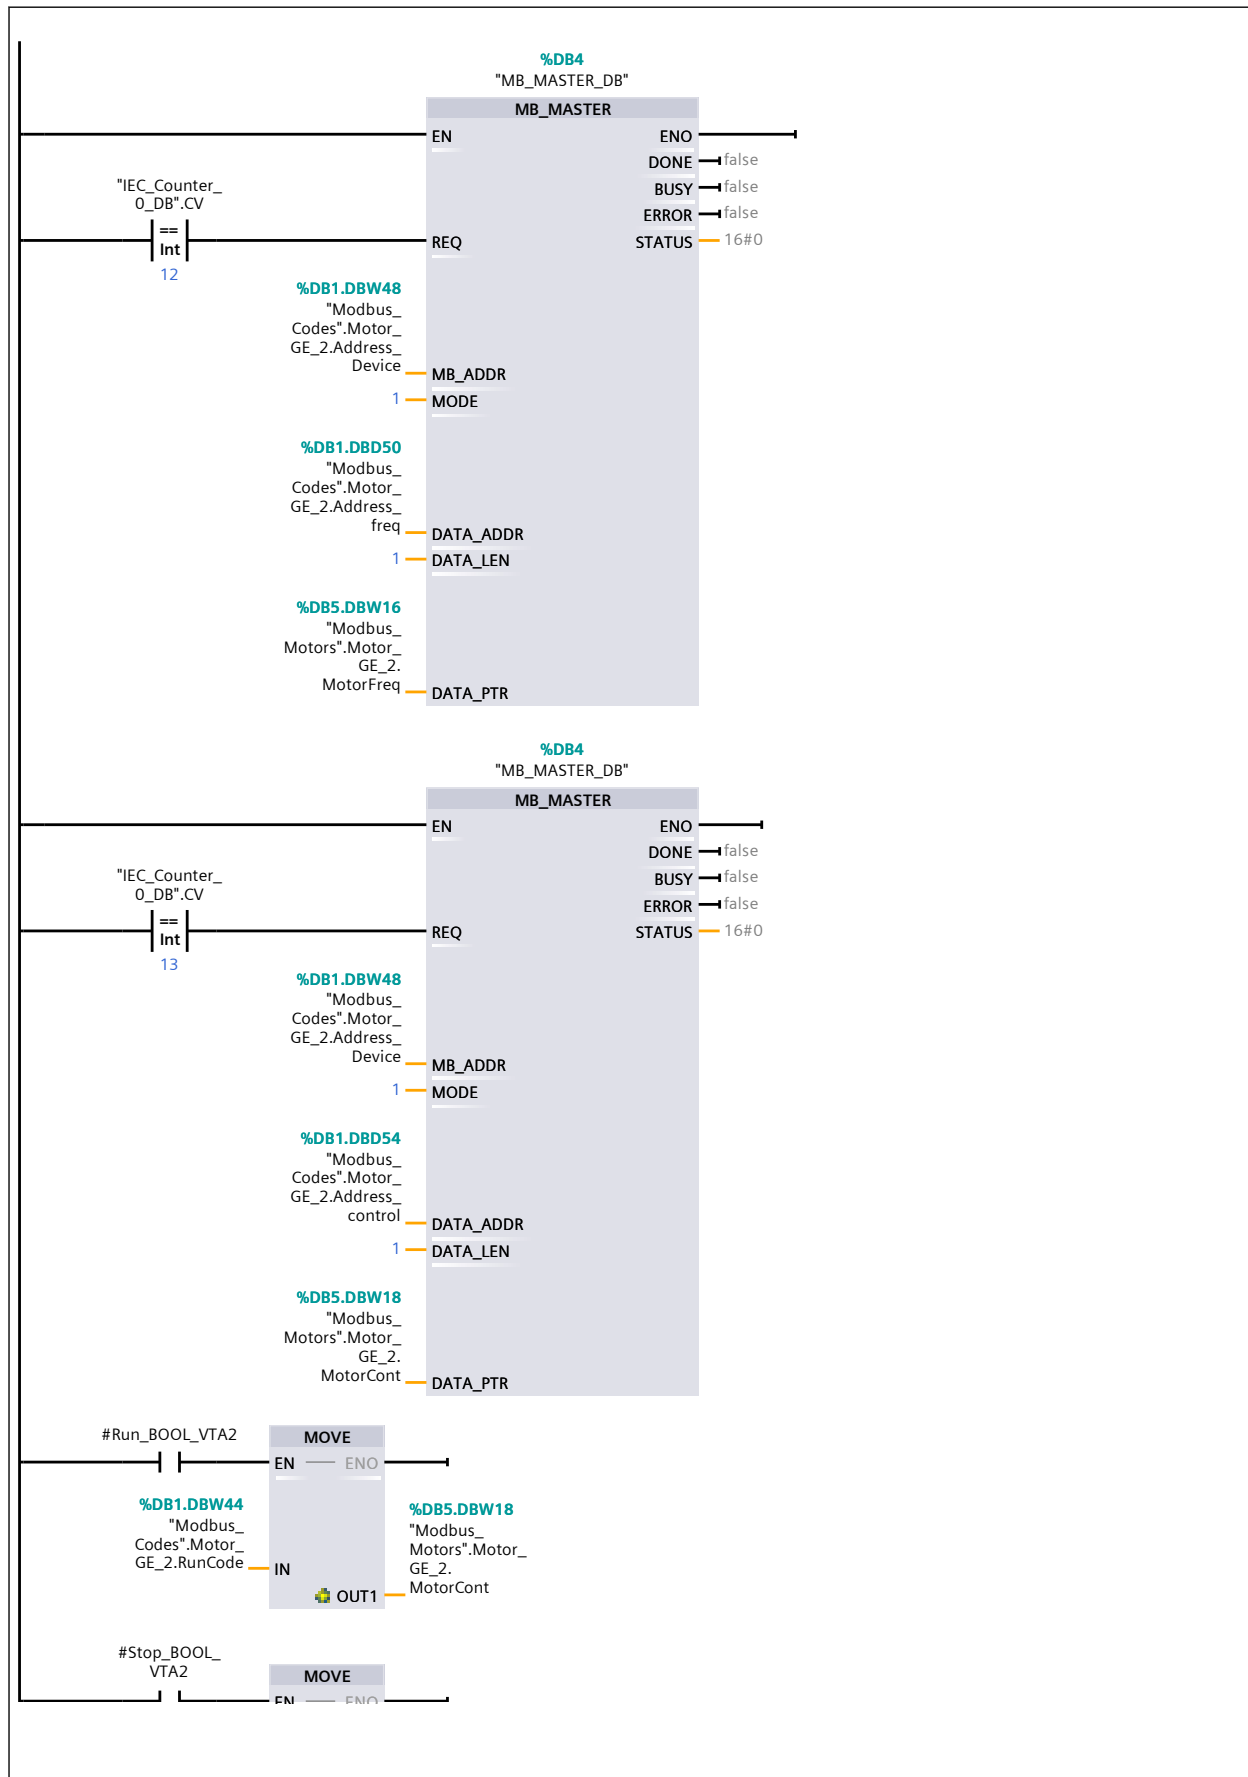 %DB4
"MB_MASTER_DB"
MB_MASTER
EN ENO
DONE false
BUSY false
ERROR false
"IEC_Counter_
0_DB".CV
==
Int
12
REQ STATUS 16#0
%DB1.DBW48
"Modbus_
Codes".Motor_
GE_2.Address_
Device MB_ADDR
1 MODE
%DB1.DBD50
"Modbus_
Codes".Motor_
GE_2.Address_
freq DATA_ADDR
1 DATA_LEN
%DB5.DBW16
"Modbus_
Motors".Motor_
GE_2.
MotorFreq DATA_PTR
%DB4
"MB_MASTER_DB"
MB_MASTER
EN ENO
DONE false
BUSY false
ERROR false
"IEC_Counter_
0_DB".CV
==
Int
13
REQ STATUS 16#0
%DB1.DBW48
"Modbus_
Codes".Motor_
GE_2.Address_
Device MB_ADDR
1 MODE
%DB1.DBD54
"Modbus_
Codes".Motor_
GE_2.Address_
control DATA_ADDR
1 DATA_LEN
%DB5.DBW18
"Modbus_
Motors".Motor_
GE_2.
MotorCont DATA_PTR
#Run_BOOL_VTA2
MOVE
EN ENO
%DB1.DBW44
"Modbus_
Codes".Motor_
GE_2.RunCode IN
OUT1
%DB5.DBW18
"Modbus_
Motors".Motor_
GE_2.
MotorCont
#Stop_BOOL_
VTA2
MOVE
EN ENO